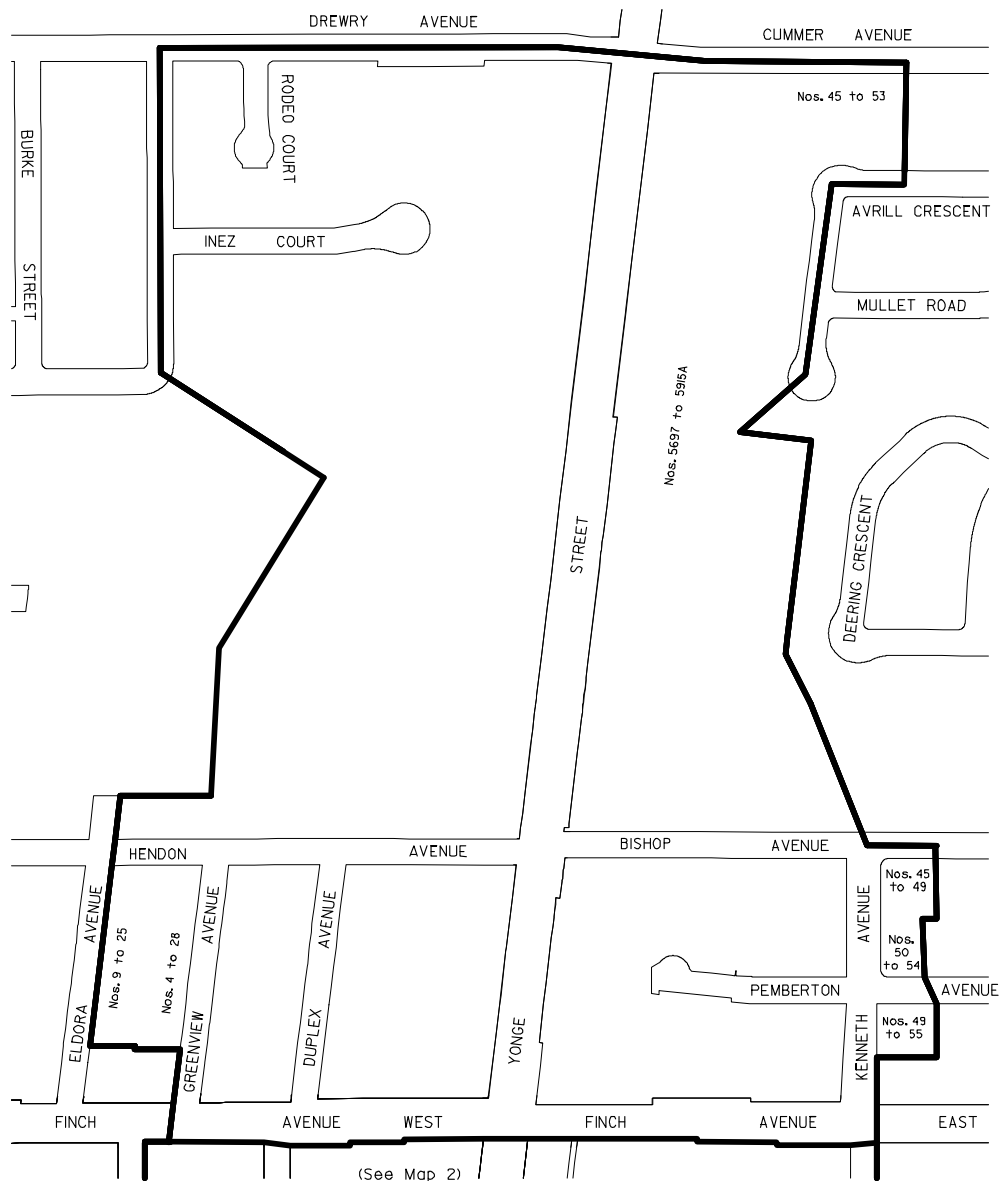 DREWRY AVENUE
CUMMER AVENUE
Nos. 45 to 53
RODEO COURT
BURKE STREET
AVRILL CRESCENT
INEZ COURT
MULLET ROAD
Nos. 5697 to 5915A
STREET
DEERING CRESCENT
HENDON AVENUE
BISHOP AVENUE
Nos. 45
to 49
AVENUE
AVENUE
AVENUE
AVENUE
Nos. 9 to 25
Nos. 4 to 28
Nos.
50
to 54
PEMBERTON AVENUE
ELDORA
GREENVIEW
DUPLEX
YONGE
KENNETH
Nos. 49
to 55
FINCH AVENUE WEST
FINCH AVENUE EAST
(See Map 2)